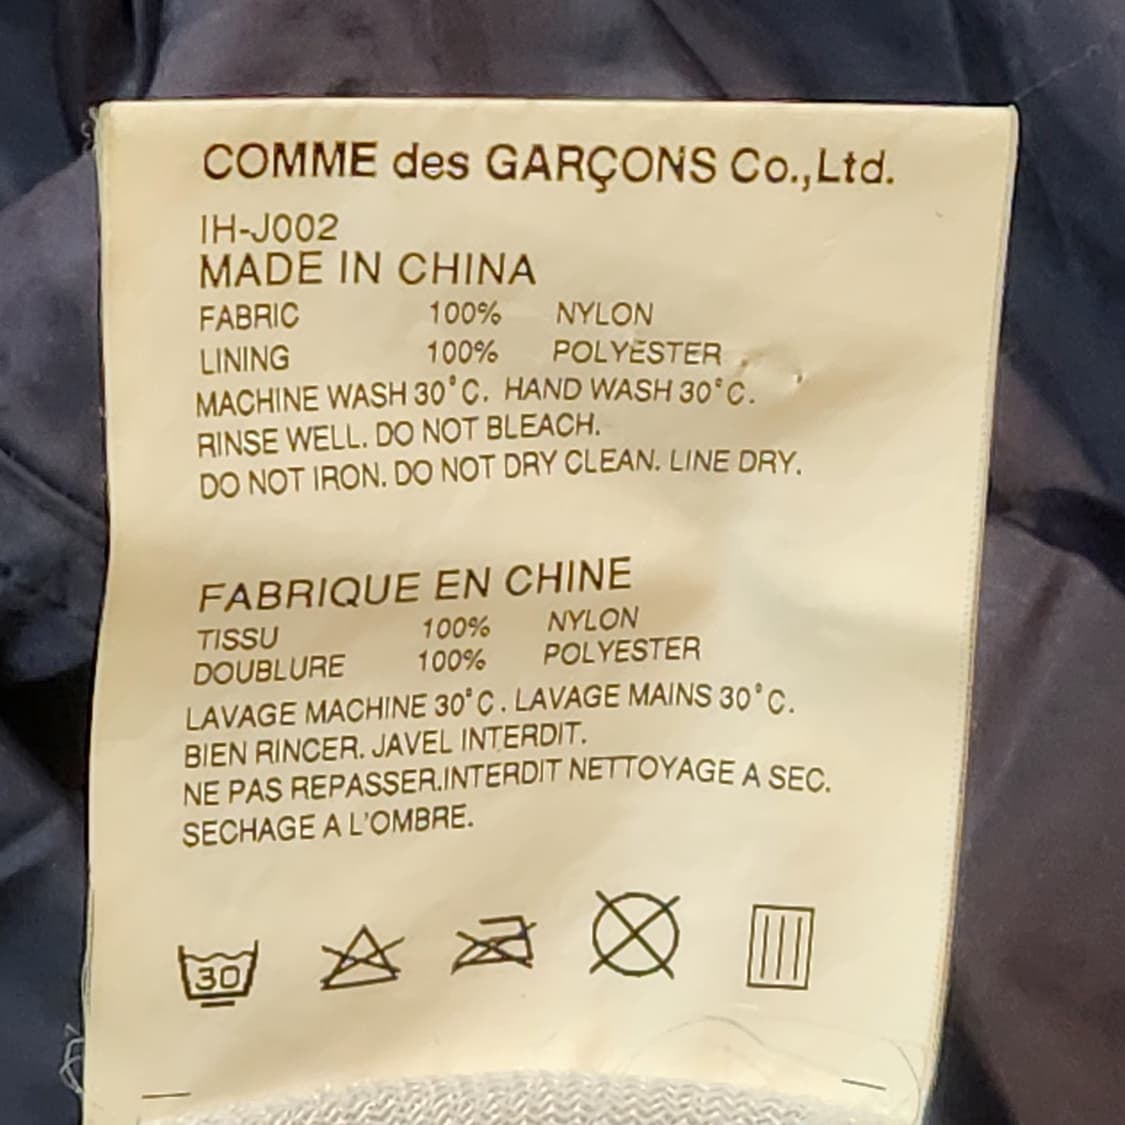 COMME des GARÇONS Co.,Ltd.
IH-J002
MADE IN CHINA
FABRIC 100% NYLON
LINING 100% POLYESTER
MACHINE WASH 30°C. HAND WASH 30°C.
RINSE WELL. DO NOT BLEACH.
DO NOT IRON. DO NOT DRY CLEAN. LINE DRY.
FABRIQUE EN CHINE
TISSU 100% NYLON
DOUBLURE 100% POLYESTER
LAVAGE MACHINE 30°C. LAVAGE MAINS 30°C.
BIEN RINCER. JAVEL INTERDIT.
NE PAS REPASSER.INTERDIT NETTOYAGE A SEC.
SECHAGE A L'OMBRE.
30